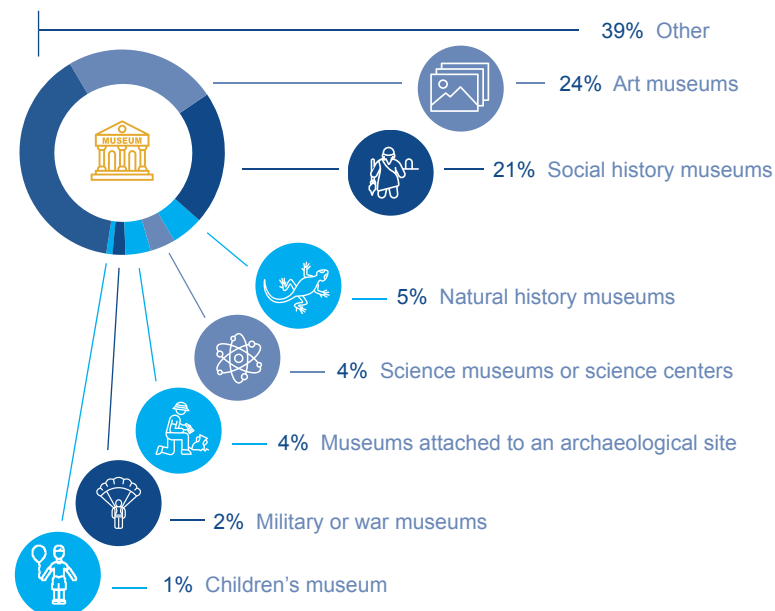 39% Other
24% Art museums
MUSEUM
21% Social history museums
5% Natural history museums
4% Science museums or science centers
4% Museums attached to an archaeological site
2% Military or war museums
1% Children’s museum